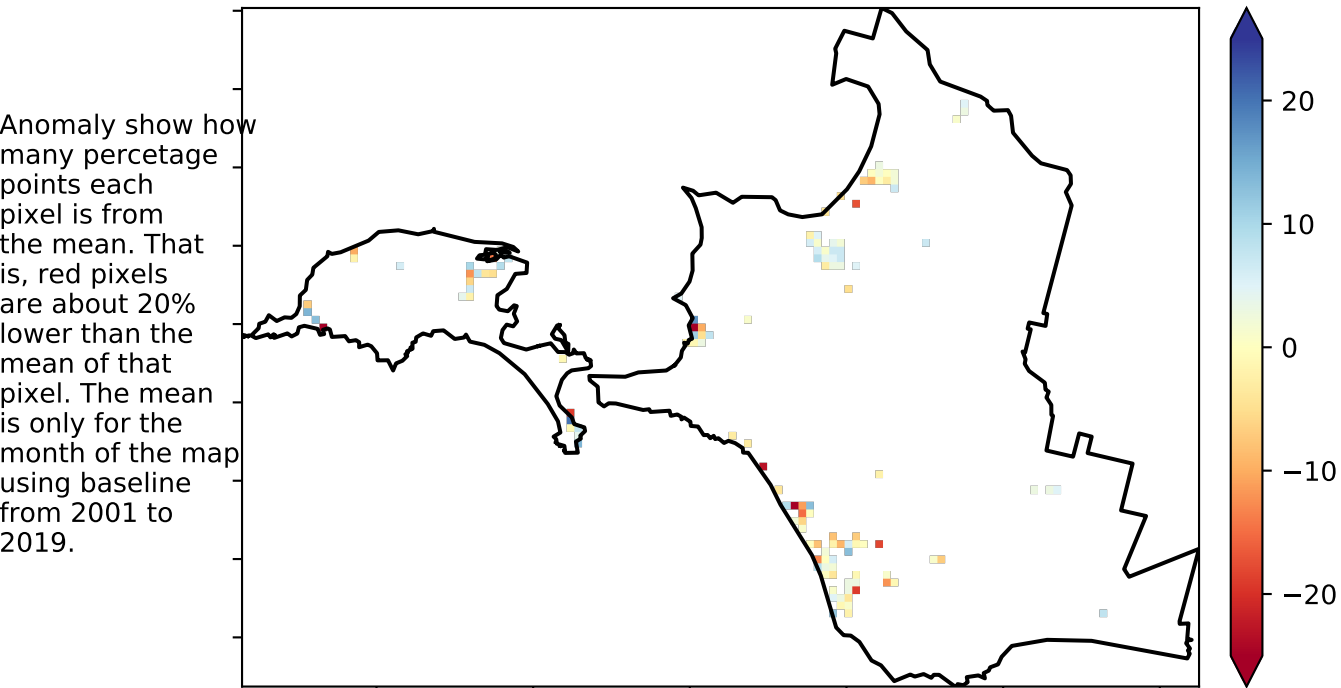 Anomaly show how
many percetage
points each
pixel is from
the mean. That
is, red pixels
are about 20%
lower than the
mean of that
pixel. The mean
is only for the
month of the map
using baseline
from 2001 to
2019.
20
10
0
−10
−20